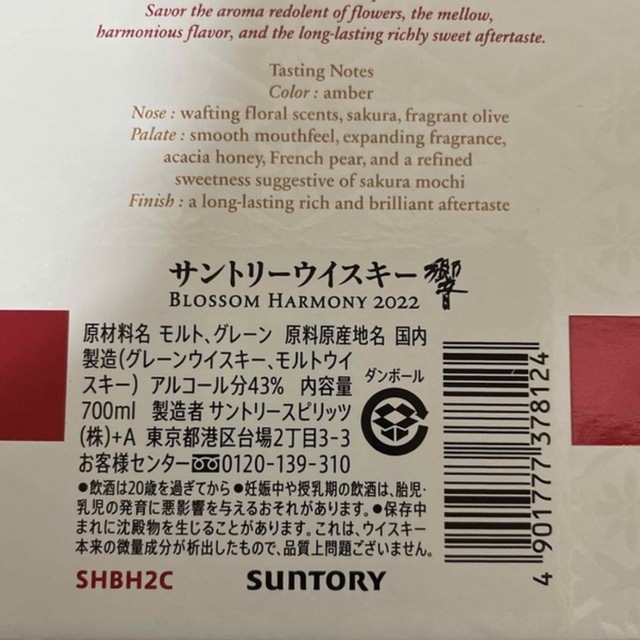 Savor the aroma redolent of flowers, the mellow,
harmonious flavor, and the long-lasting richly sweet aftertaste.
Tasting Notes
Color : amber
Nose : wafting floral scents, sakura, fragrant olive
Palate : smooth mouthfeel, expanding fragrance,
acacia honey, French pear, and a refined
sweetness suggestive of sakura mochi
Finish : a long-lasting rich and brilliant aftertaste
サントリーウイスキー 響
BLOSSOM HARMONY 2022
原材料名 モルト、グレーン 原料原産地名 国内
製造(グレーンウイスキー、モルトウイ
スキー) アルコール分43% 内容量
700ml 製造者 サントリースピリッツ
(株)+A 東京都港区台場2丁目3-3
お客様センター 0120-139-310
ダンボール
●飲酒は20歳を過ぎてから ●妊娠中や授乳期の飲酒は、胎児・
乳児の発育に悪影響を与えるおそれがあります。●保存中
まれに沈殿物を生じることがあります。これは、ウイスキー
本来の微量成分が析出したもので、品質上問題ございません。
SHBH2C SUNTORY
4 901777 378124